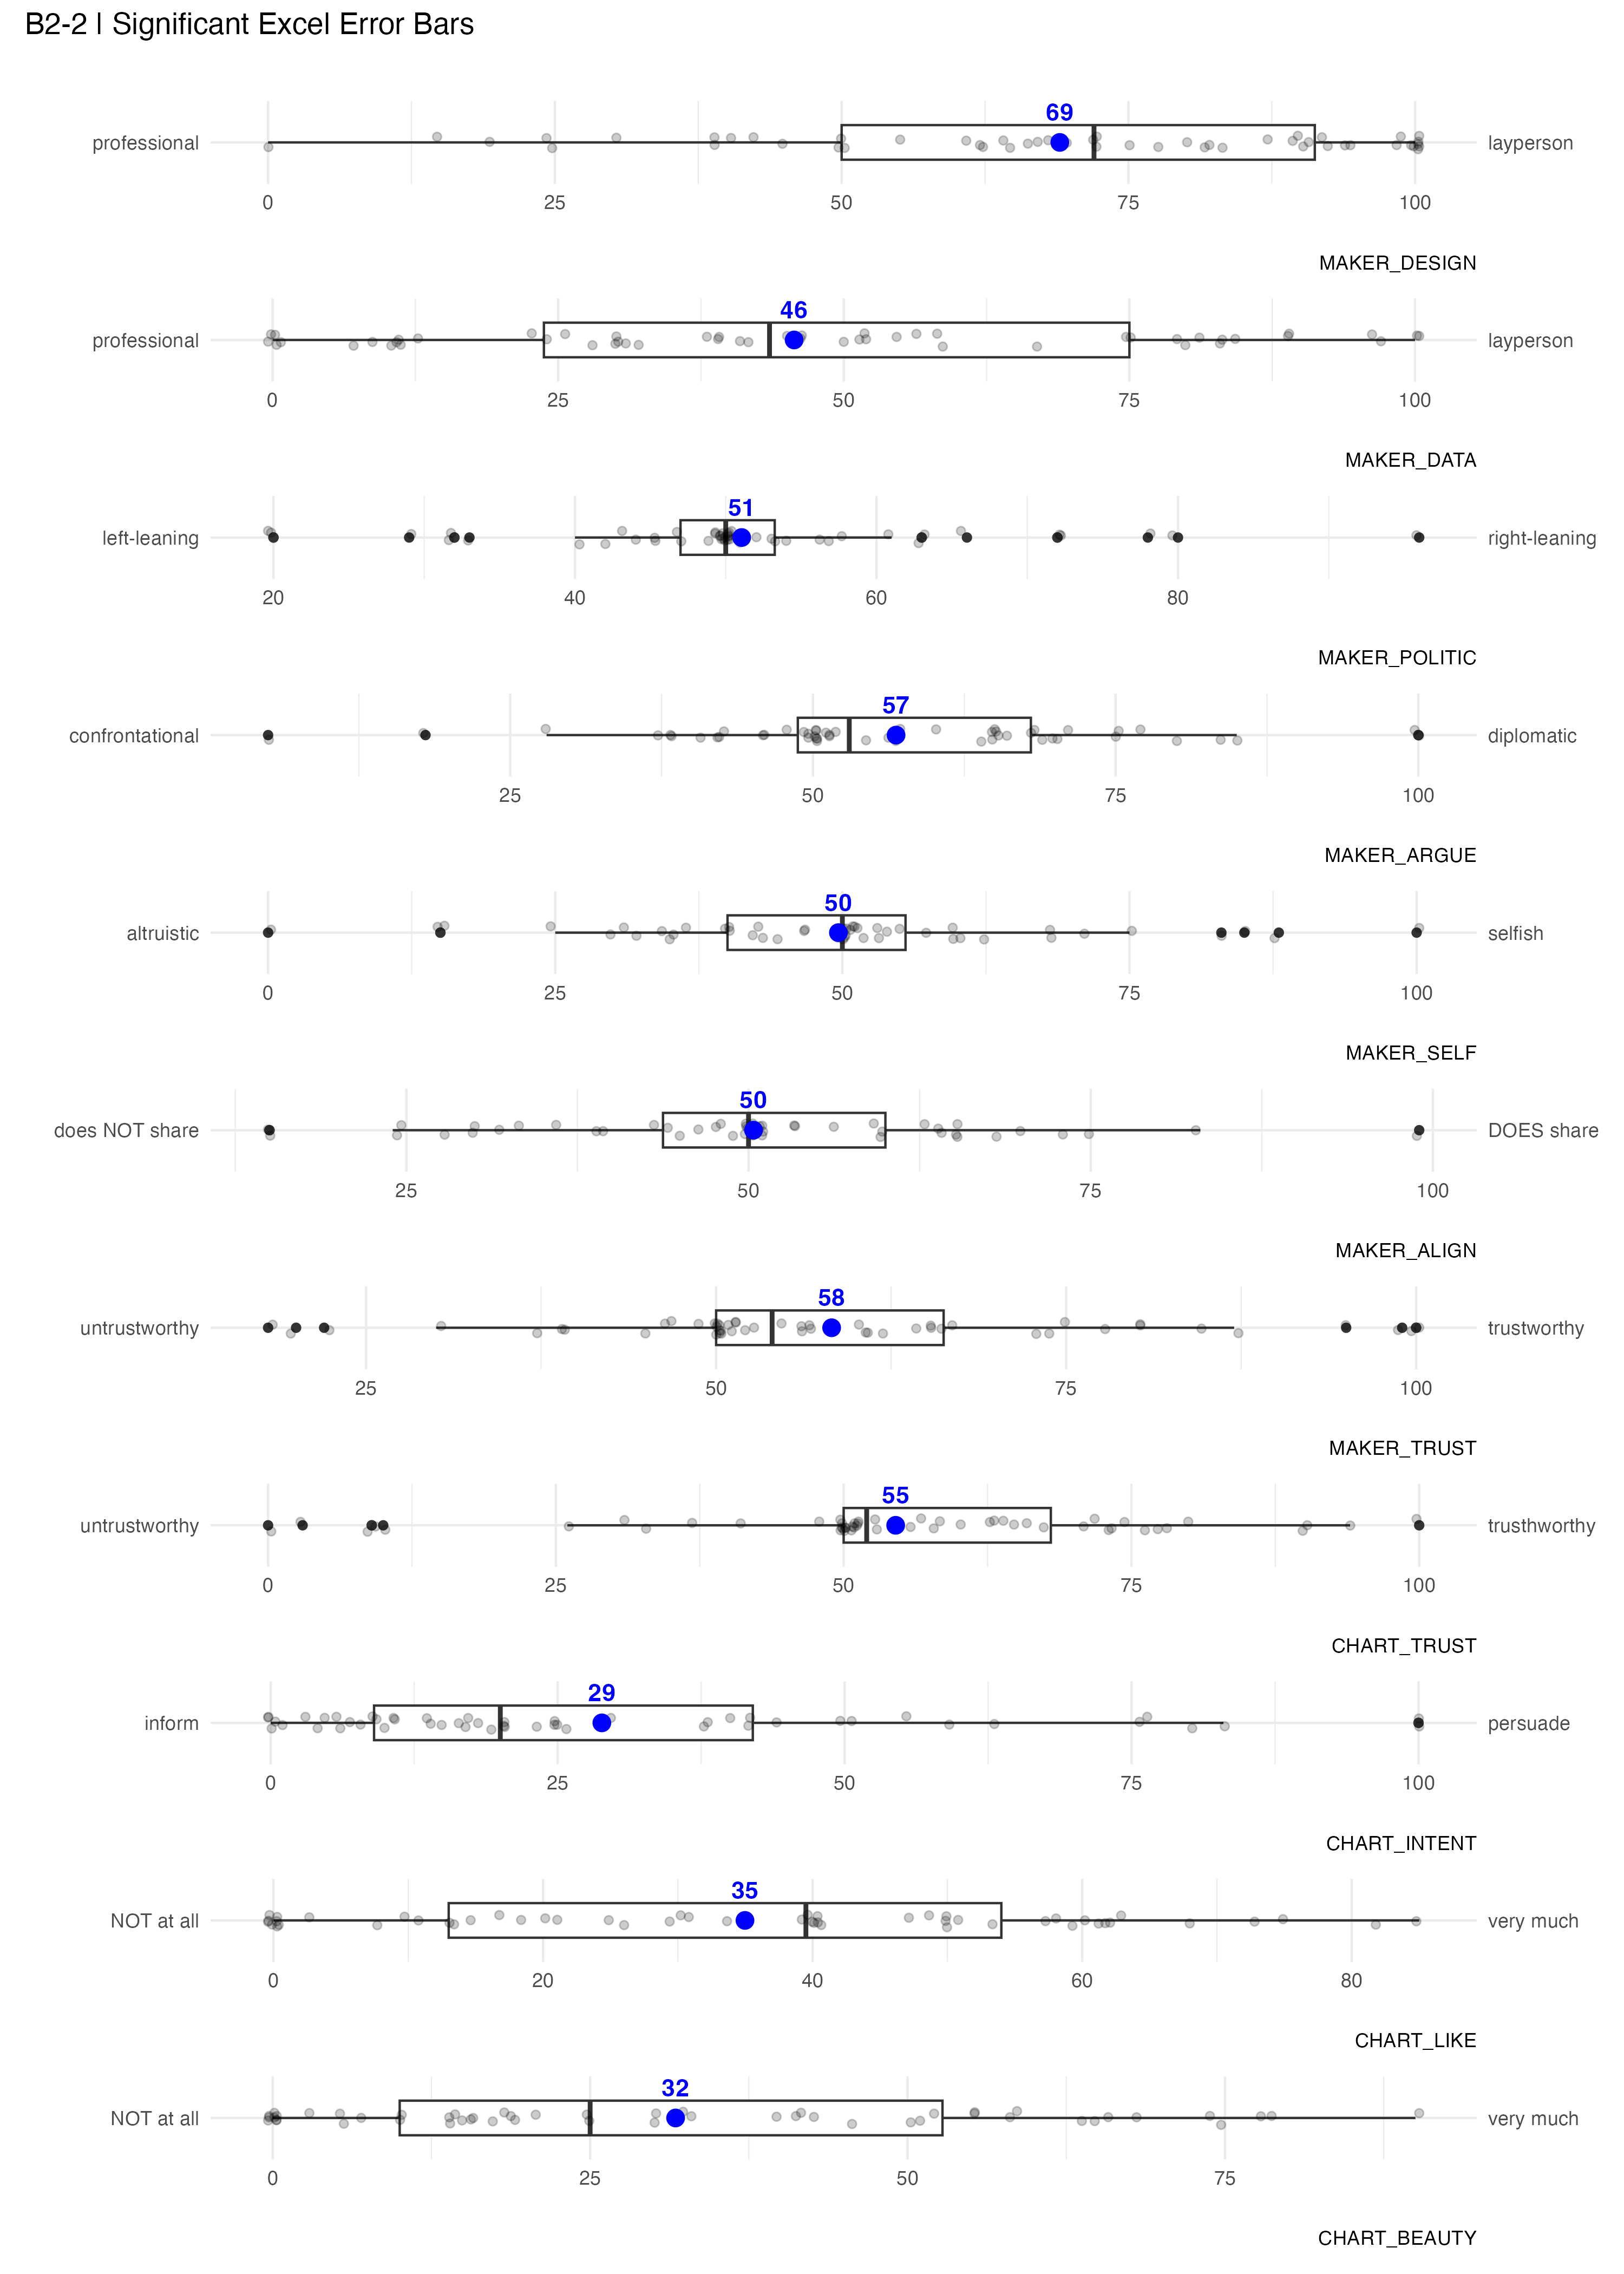 B2-2 | Significant Excel Error Bars
69
professional layperson
0 25 50 75 100
MAKER_DESIGN
46
professional layperson
0 25 50 75 100
MAKER_DATA
51
left-leaning right-leaning
20 40 60 80
MAKER_POLITIC
57
confrontational diplomatic
25 50 75 100
MAKER_ARGUE
50
altruistic selfish
0 25 50 75 100
MAKER_SELF
50
does NOT share DOES share
25 50 75 100
MAKER_ALIGN
58
untrustworthy trustworthy
25 50 75 100
MAKER_TRUST
55
untrustworthy trusthworthy
0 25 50 75 100
CHART_TRUST
29
inform persuade
0 25 50 75 100
CHART_INTENT
35
NOT at all very much
0 20 40 60 80
CHART_LIKE
32
NOT at all very much
0 25 50 75
CHART_BEAUTY